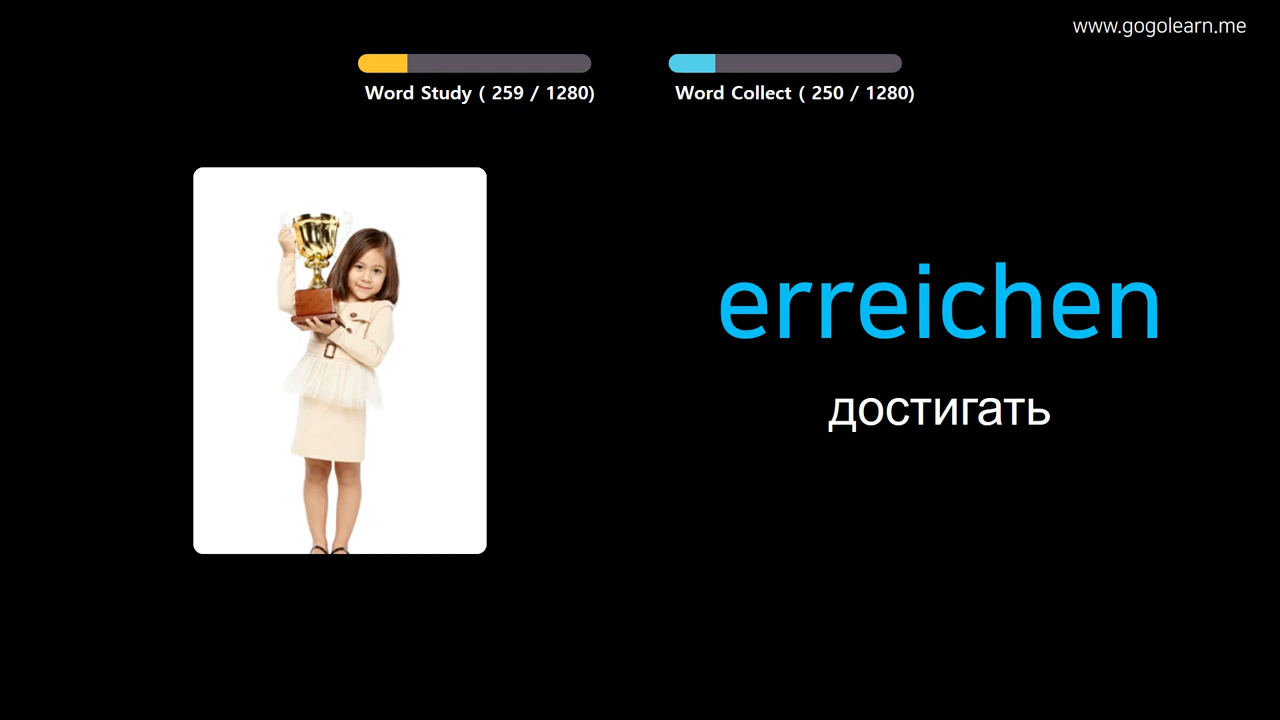 www.gogolearn.me
Word Study ( 259 / 1280)
Word Collect ( 250 / 1280)
erreichen
достигать